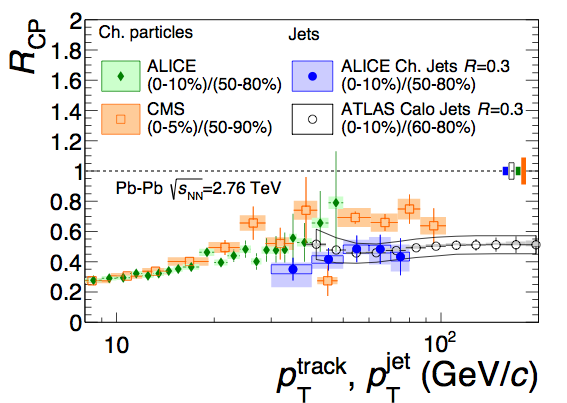 R_CP
2
1.8
1.6
1.4
1.2
1
0.8
0.6
0.4
0.2
0
Ch. particles
Jets
ALICE
(0-10%)/(50-80%)
ALICE Ch. Jets R=0.3
(0-10%)/(50-80%)
CMS
(0-5%)/(50-90%)
ATLAS Calo Jets R=0.3
(0-10%)/(60-80%)
Pb-Pb √s_NN=2.76 TeV
10
10²
p_T^track, p_T^jet (GeV/c)